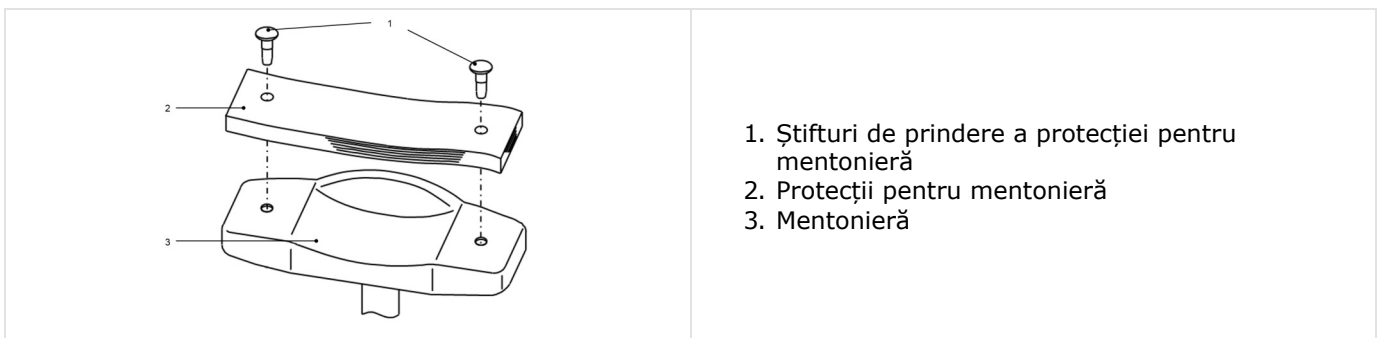 1
2
3
1. Știfturi de prindere a protecției pentru
mentonieră
2. Protecții pentru mentonieră
3. Mentonieră